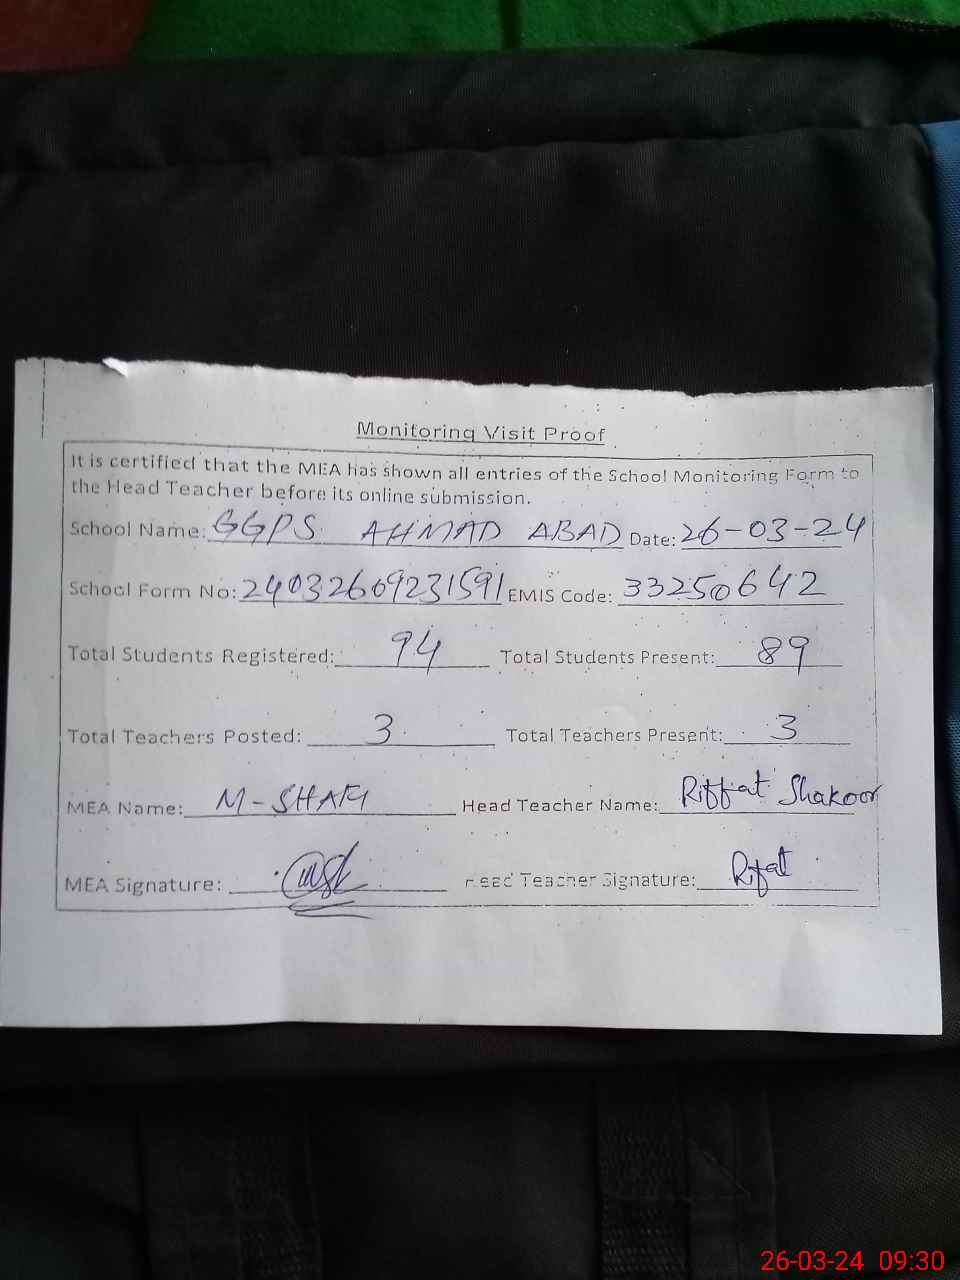 Monitoring Visit Proof
It is certified that the MEA has shown all entries of the School Monitoring Form to
the Head Teacher before its online submission.
School Name: GGPS AHMAD ABAD Date: 26-03-24
School Form No: 24032609231591 EMIS Code: 33250642
Total Students Registered: 94 Total Students Present: 89
Total Teachers Posted: 3 Total Teachers Present: 3
MEA Name: M-SHAFI Head Teacher Name: Riffat Shakoor
MEA Signature: Head Teacher Signature: Rifat
26-03-24 09:30